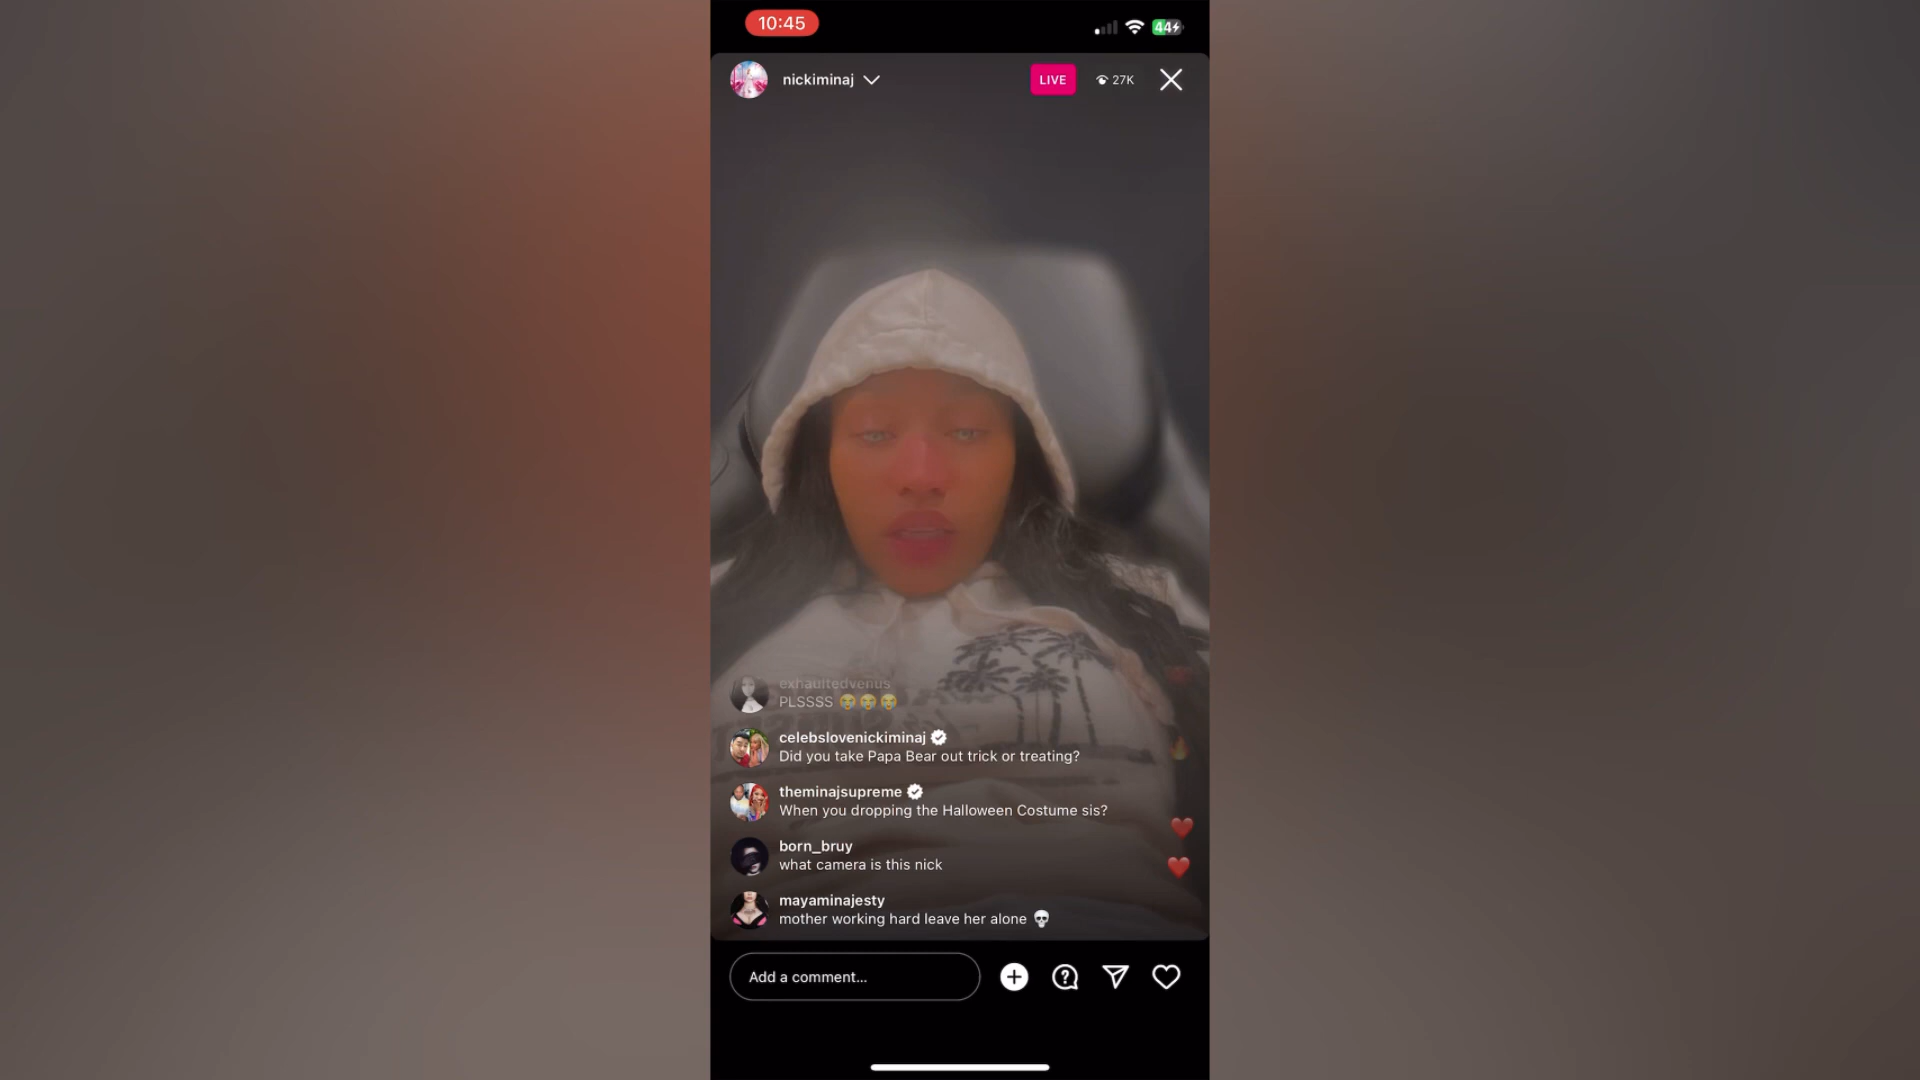 10:45
44
nickiminaj
LIVE
27K
exhaultedvenus
PLSSSS 😭😭😭
celebslovenickiminaj
Did you take Papa Bear out trick or treating?
theminajsupreme
When you dropping the Halloween Costume sis?
born_bruy
what camera is this nick
mayaminajesty
mother working hard leave her alone 💀
Add a comment...